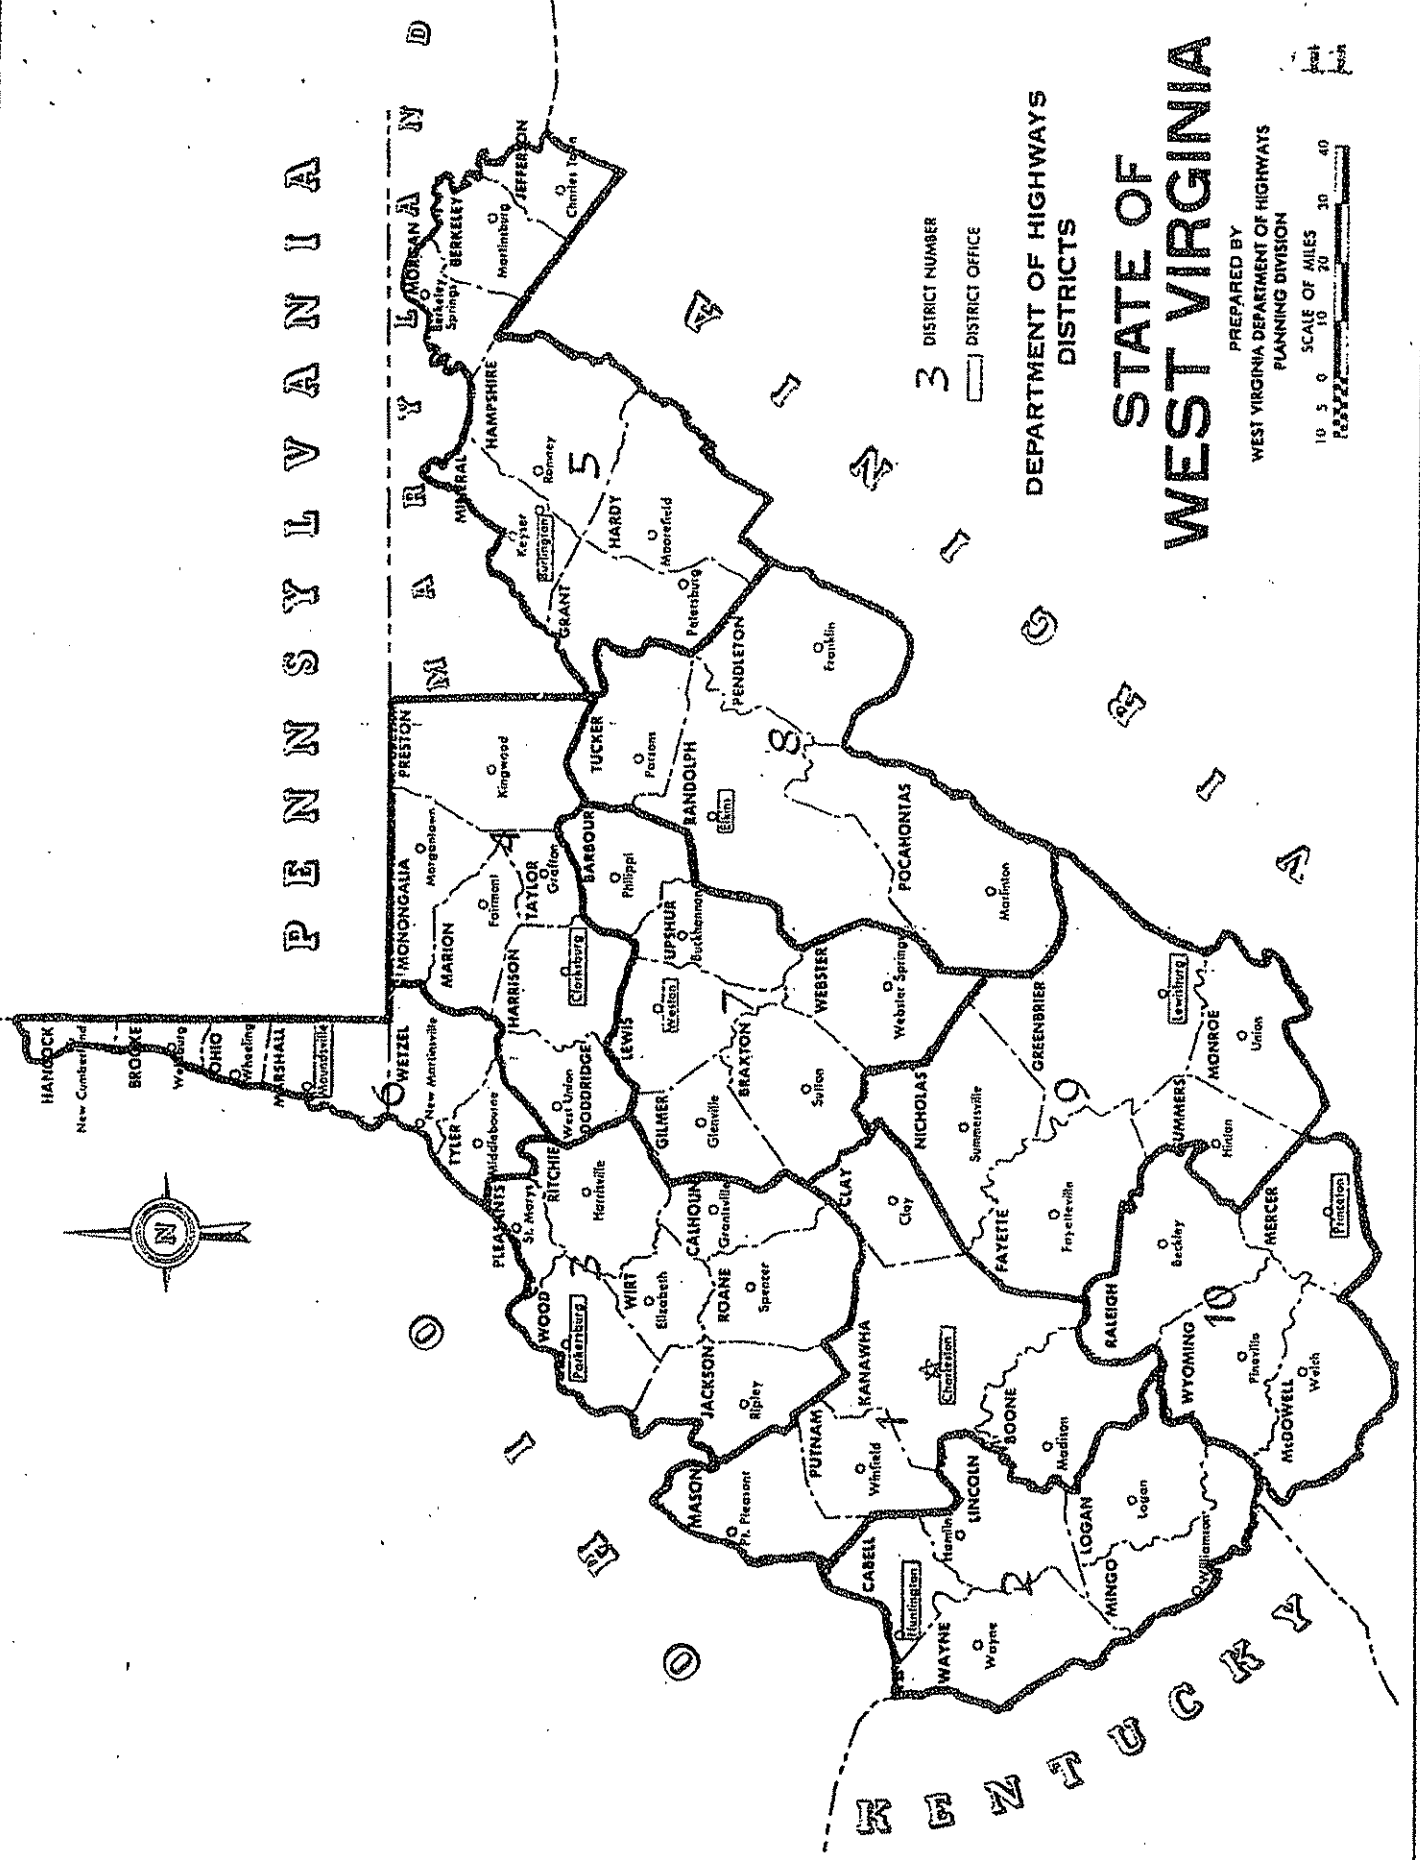 PENNSYLVANIA
MARYLAND
VIRGINIA
KENTUCKY
OHIO
N
HANCOCK
New Cumberland
BROOKE
OHIO
Wheeling
MARSHALL
Moundsville
6
WETZEL
New Martinsville
TYLER
Middlebourne
PLEASANTS
St. Marys
RITCHIE
Harrisville
WOOD
Parkersburg
3
WIRT
Elizabeth
CALHOUN
Grantsville
ROANE
Spencer
JACKSON
Ripley
MONONGALIA
Morgantown
MARION
Fairmont
PRESTON
Kingwood
4
TAYLOR
Grafton
HARRISON
Clarksburg
DODDRIDGE
West Union
BARBOUR
Philippi
UPSHUR
Buckhannon
LEWIS
Weston
7
GILMER
Glenville
BRAXTON
Sutton
WEBSTER
Webster Springs
TUCKER
Parsons
RANDOLPH
Elkins
8
PENDLETON
Franklin
POCAHONTAS
Marlinton
MORGAN
Berkeley Springs
BERKELEY
Martinsburg
JEFFERSON
Charles Town
HAMPSHIRE
Romney
MINERAL
Keyser
Burlington
5
HARDY
Moorefield
GRANT
Petersburg
MASON
Pt. Pleasant
PUTNAM
Winfield
1
KANAWHA
Charleston
CLAY
Clay
BOONE
Madison
CABELL
Huntington
LINCOLN
Hamlin
2
WAYNE
Wayne
LOGAN
Logan
MINGO
Williamson
NICHOLAS
Summersville
GREENBRIER
Lewisburg
9
FAYETTE
Fayetteville
SUMMERS
Hinton
MONROE
Union
RALEIGH
Beckley
10
MERCER
Princeton
WYOMING
Pineville
McDOWELL
Welch
3 DISTRICT NUMBER
DISTRICT OFFICE
DEPARTMENT OF HIGHWAYS
DISTRICTS
STATE OF
WEST VIRGINIA
PREPARED BY
WEST VIRGINIA DEPARTMENT OF HIGHWAYS
PLANNING DIVISION
SCALE OF MILES
10 5 0 10 20 30 40